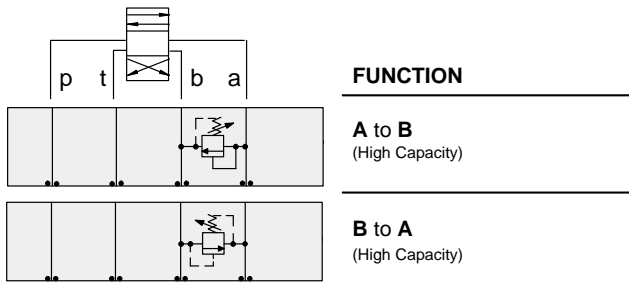 p t b a
FUNCTION
A to B
(High Capacity)
B to A
(High Capacity)